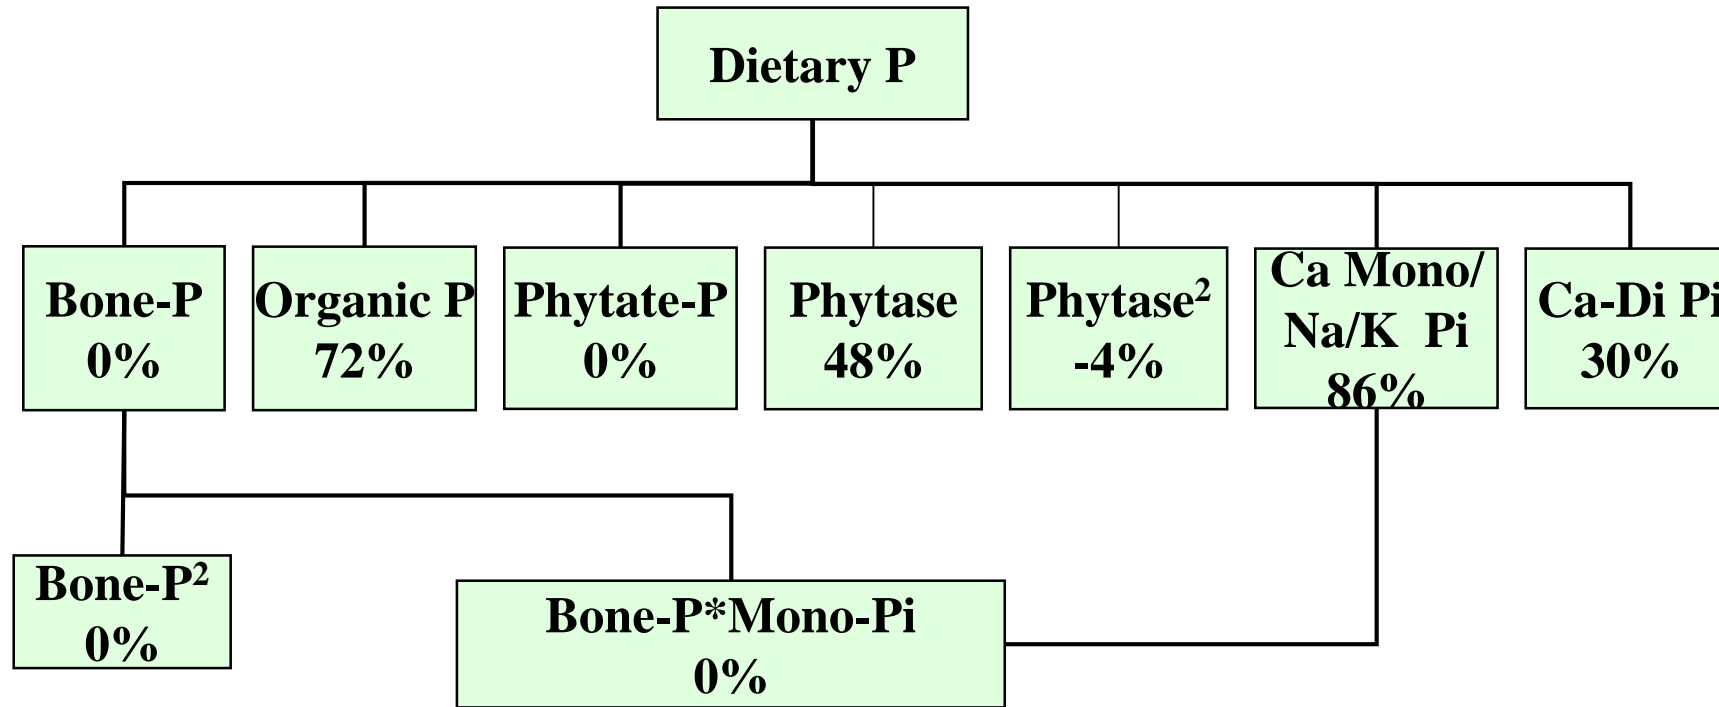 Dietary P
Bone-P
0%
Organic P
72%
Phytate-P
0%
Phytase
48%
Phytase²
-4%
Ca Mono/
Na/K Pi
86%
Ca-Di Pi
30%
Bone-P²
0%
Bone-P*Mono-Pi
0%